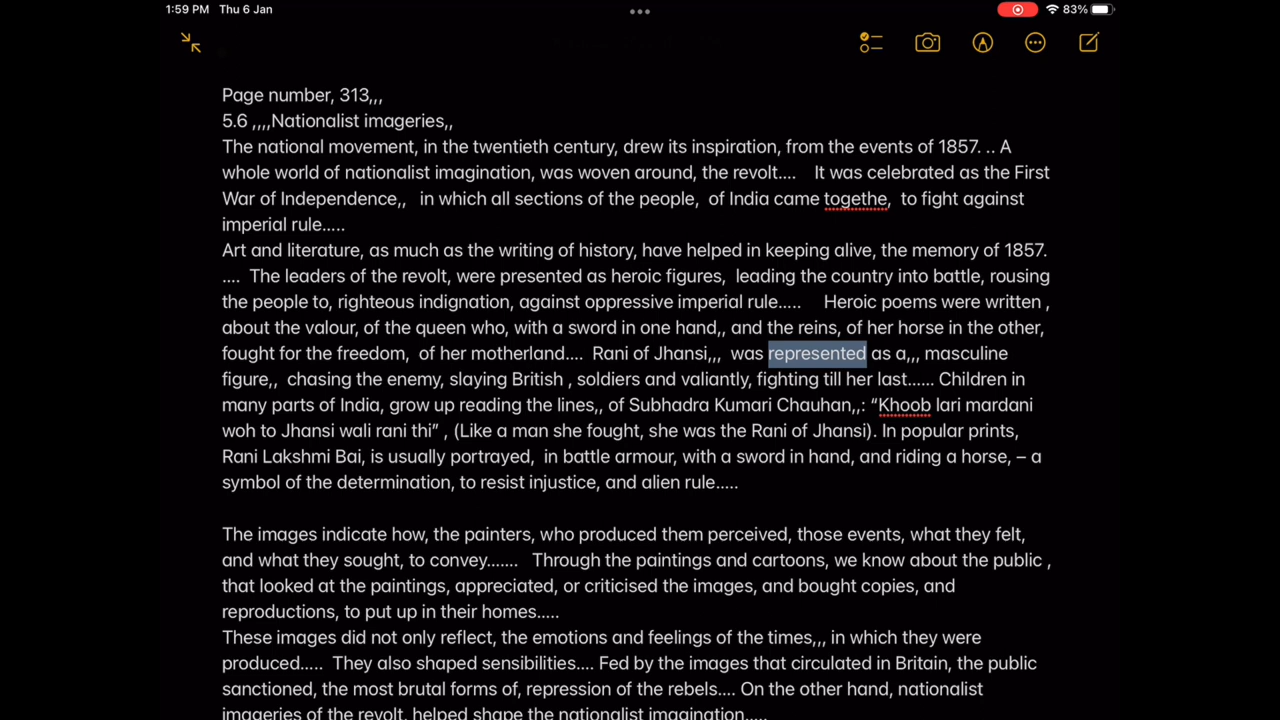 1:59 PM Thu 6 Jan
83%
Page number, 313,,,
5.6 ,,,,Nationalist imageries,,
The national movement, in the twentieth century, drew its inspiration, from the events of 1857. .. A
whole world of nationalist imagination, was woven around, the revolt.... It was celebrated as the First
War of Independence,, in which all sections of the people, of India came togethe, to fight against
imperial rule.....
Art and literature, as much as the writing of history, have helped in keeping alive, the memory of 1857.
.... The leaders of the revolt, were presented as heroic figures, leading the country into battle, rousing
the people to, righteous indignation, against oppressive imperial rule..... Heroic poems were written ,
about the valour, of the queen who, with a sword in one hand,, and the reins, of her horse in the other,
fought for the freedom, of her motherland.... Rani of Jhansi,,, was represented as a,,, masculine
figure,, chasing the enemy, slaying British , soldiers and valiantly, fighting till her last...... Children in
many parts of India, grow up reading the lines,, of Subhadra Kumari Chauhan,,: “Khoob lari mardani
woh to Jhansi wali rani thi” , (Like a man she fought, she was the Rani of Jhansi). In popular prints,
Rani Lakshmi Bai, is usually portrayed, in battle armour, with a sword in hand, and riding a horse, – a
symbol of the determination, to resist injustice, and alien rule.....
The images indicate how, the painters, who produced them perceived, those events, what they felt,
and what they sought, to convey....... Through the paintings and cartoons, we know about the public ,
that looked at the paintings, appreciated, or criticised the images, and bought copies, and
reproductions, to put up in their homes.....
These images did not only reflect, the emotions and feelings of the times,,, in which they were
produced..... They also shaped sensibilities.... Fed by the images that circulated in Britain, the public
sanctioned, the most brutal forms of, repression of the rebels.... On the other hand, nationalist
imageries of the revolt, helped shape the nationalist imagination.....